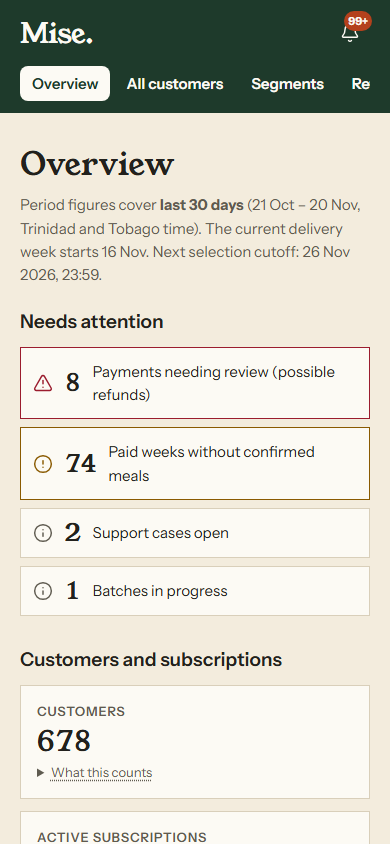 Mise.
99+
Overview
All customers
Segments
Re
Overview
Period figures cover last 30 days (21 Oct – 20 Nov,
Trinidad and Tobago time). The current delivery
week starts 16 Nov. Next selection cutoff: 26 Nov
2026, 23:59.
Needs attention
8 Payments needing review (possible
refunds)
74 Paid weeks without confirmed
meals
2 Support cases open
1 Batches in progress
Customers and subscriptions
CUSTOMERS
678
What this counts
ACTIVE SUBSCRIPTIONS